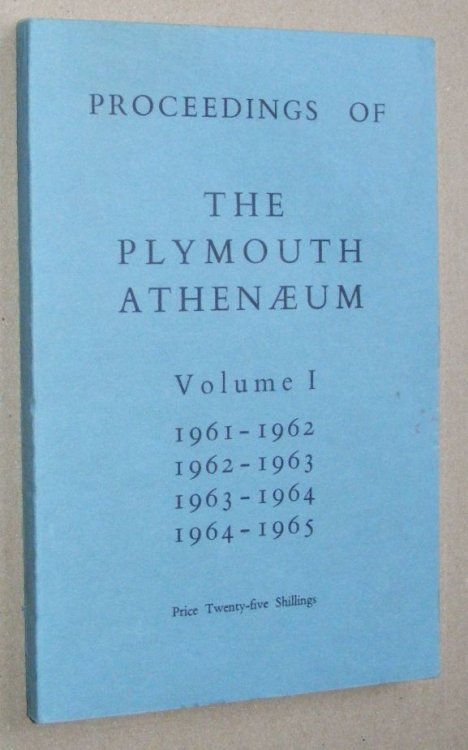 PROCEEDINGS OF
THE
PLYMOUTH
ATHENÆUM
Volume I
1961-1962
1962-1963
1963-1964
1964-1965
Price Twenty-five Shillings